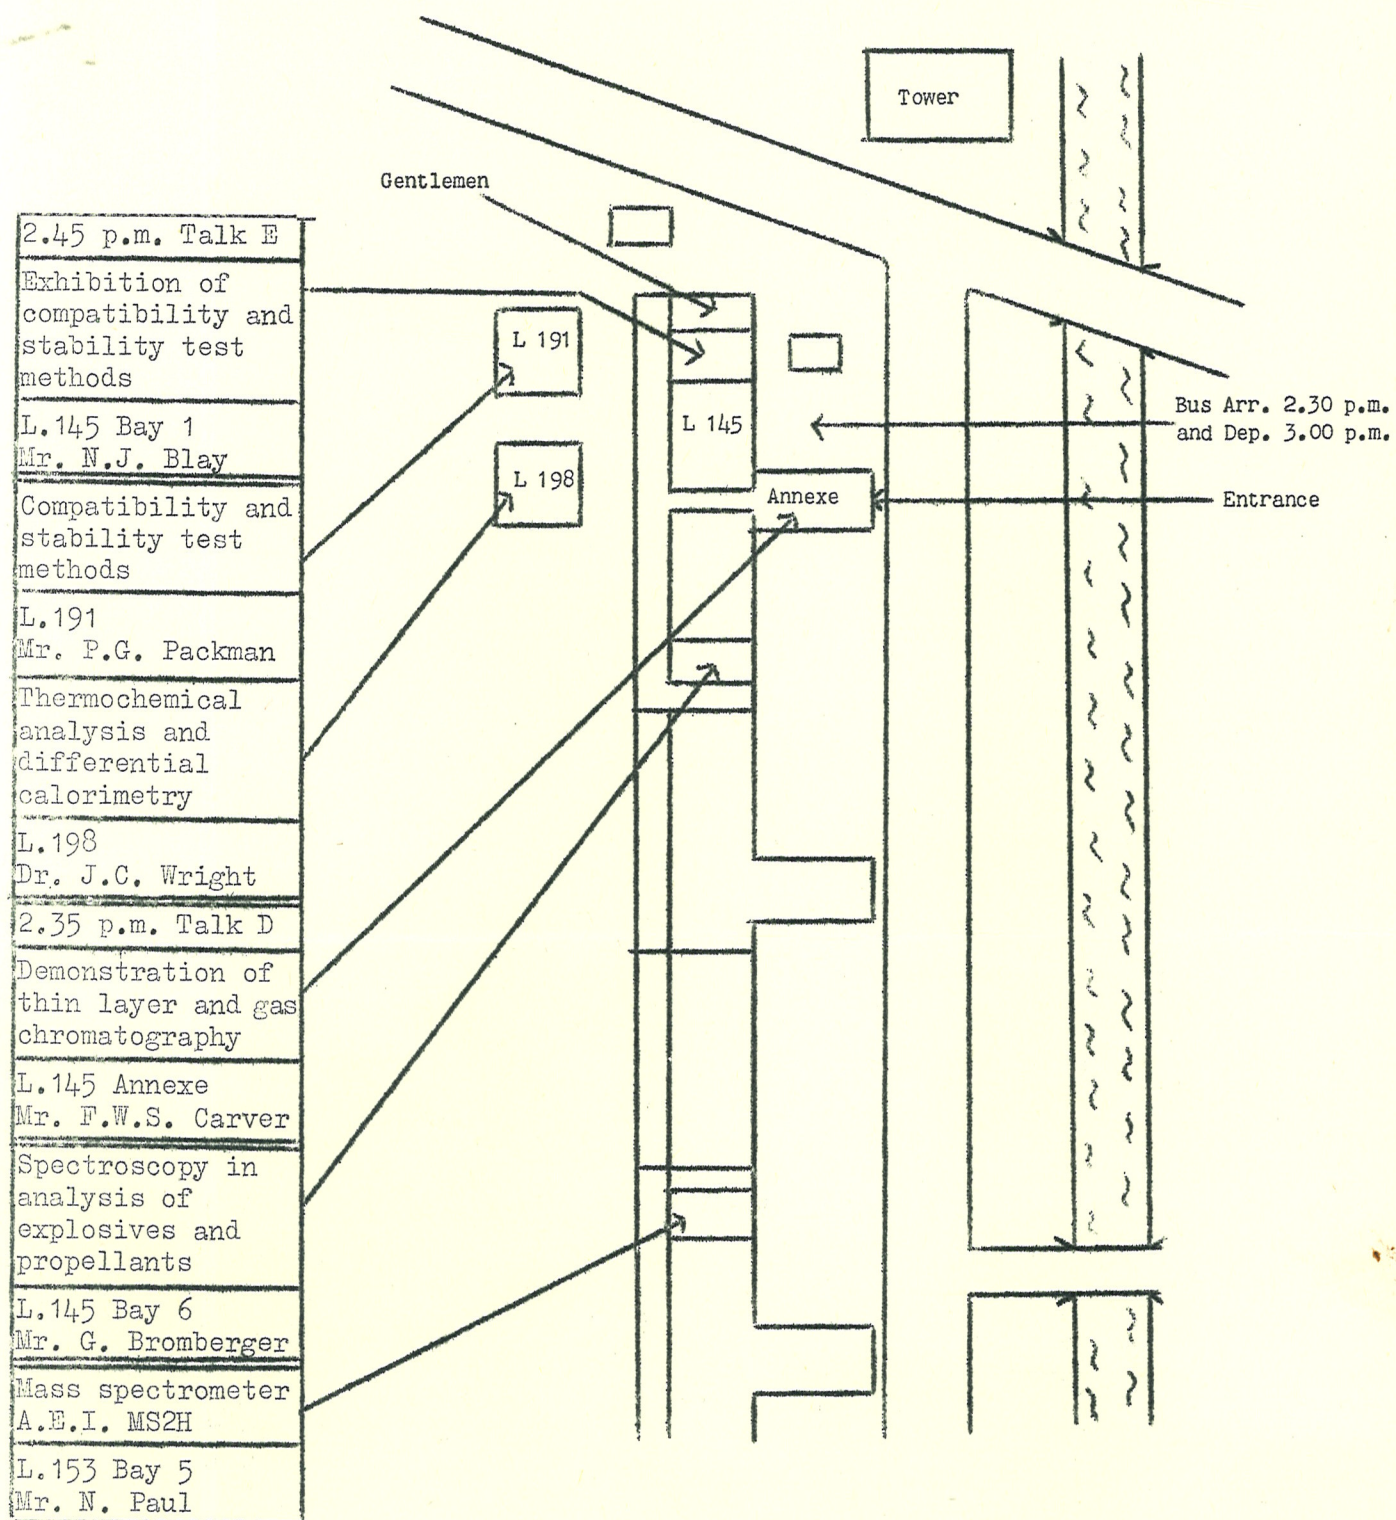 Tower
Gentlemen
2.45 p.m. Talk E
Exhibition of
compatibility and
stability test
methods
L.145 Bay 1
Mr. N.J. Blay
Compatibility and
stability test
methods
L.191
Mr. P.G. Packman
Thermochemical
analysis and
differential
calorimetry
L.198
Dr. J.C. Wright
2.35 p.m. Talk D
Demonstration of
thin layer and gas
chromatography
L.145 Annexe
Mr. F.W.S. Carver
Spectroscopy in
analysis of
explosives and
propellants
L.145 Bay 6
Mr. G. Bromberger
Mass spectrometer
A.E.I. MS2H
L.153 Bay 5
Mr. N. Paul
L 191
L 198
L 145
Annexe
Bus Arr. 2.30 p.m.
and Dep. 3.00 p.m.
Entrance